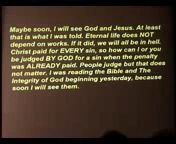 Maybe soon, I will see God and Jesus. At least
that is what I was told. Eternal life does NOT
depend on works. If it did, we will all be in hell.
Christ paid for EVERY sin, so how can I or you
be judged BY GOD for a sin when the penalty
was ALREADY paid. People judge but that does
not matter. I was reading the Bible and The
Integrity of God beginning yesterday, because
soon I will see them.